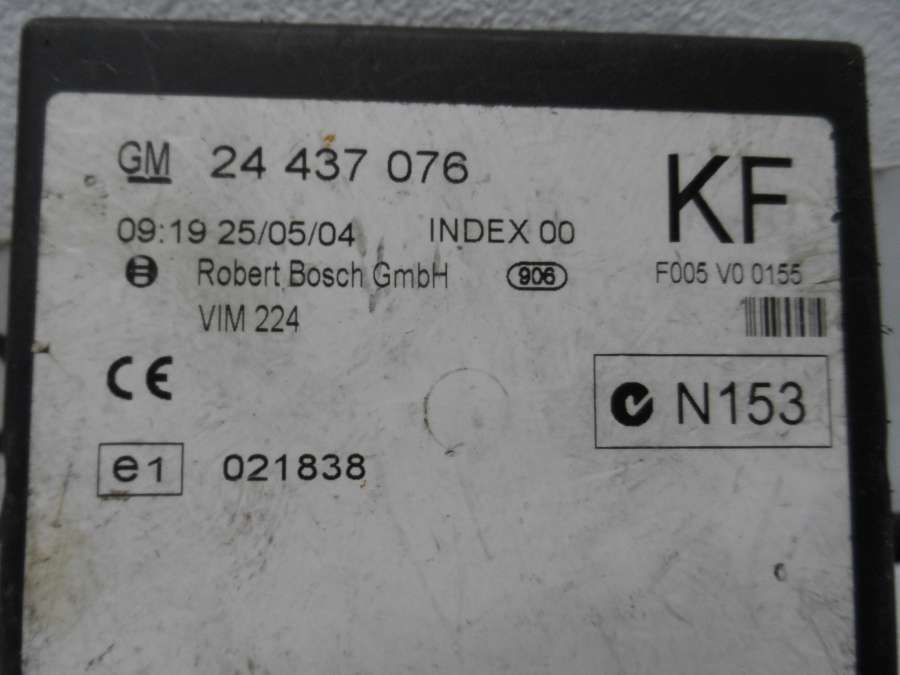 GM 24 437 076
KF
09:19 25/05/04 INDEX 00
Robert Bosch GmbH 906
F005 V0 0155
VIM 224
CE
N153
e1 021838